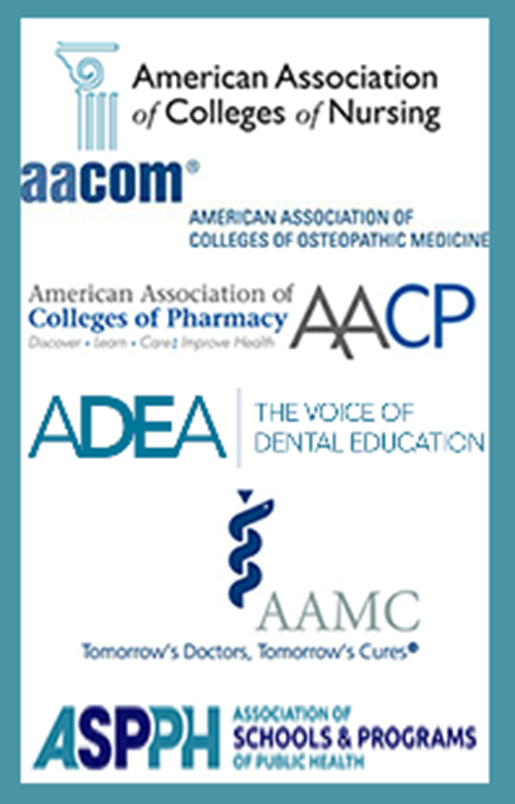 American Association
of Colleges of Nursing
aacom®
AMERICAN ASSOCIATION OF
COLLEGES OF OSTEOPATHIC MEDICINE
American Association of
Colleges of Pharmacy
Discover • Learn • Care: Improve Health
AACP
ADEA
THE VOICE OF
DENTAL EDUCATION
AAMC
Tomorrow's Doctors, Tomorrow's Cures®
ASPPH
ASSOCIATION OF
SCHOOLS & PROGRAMS
OF PUBLIC HEALTH